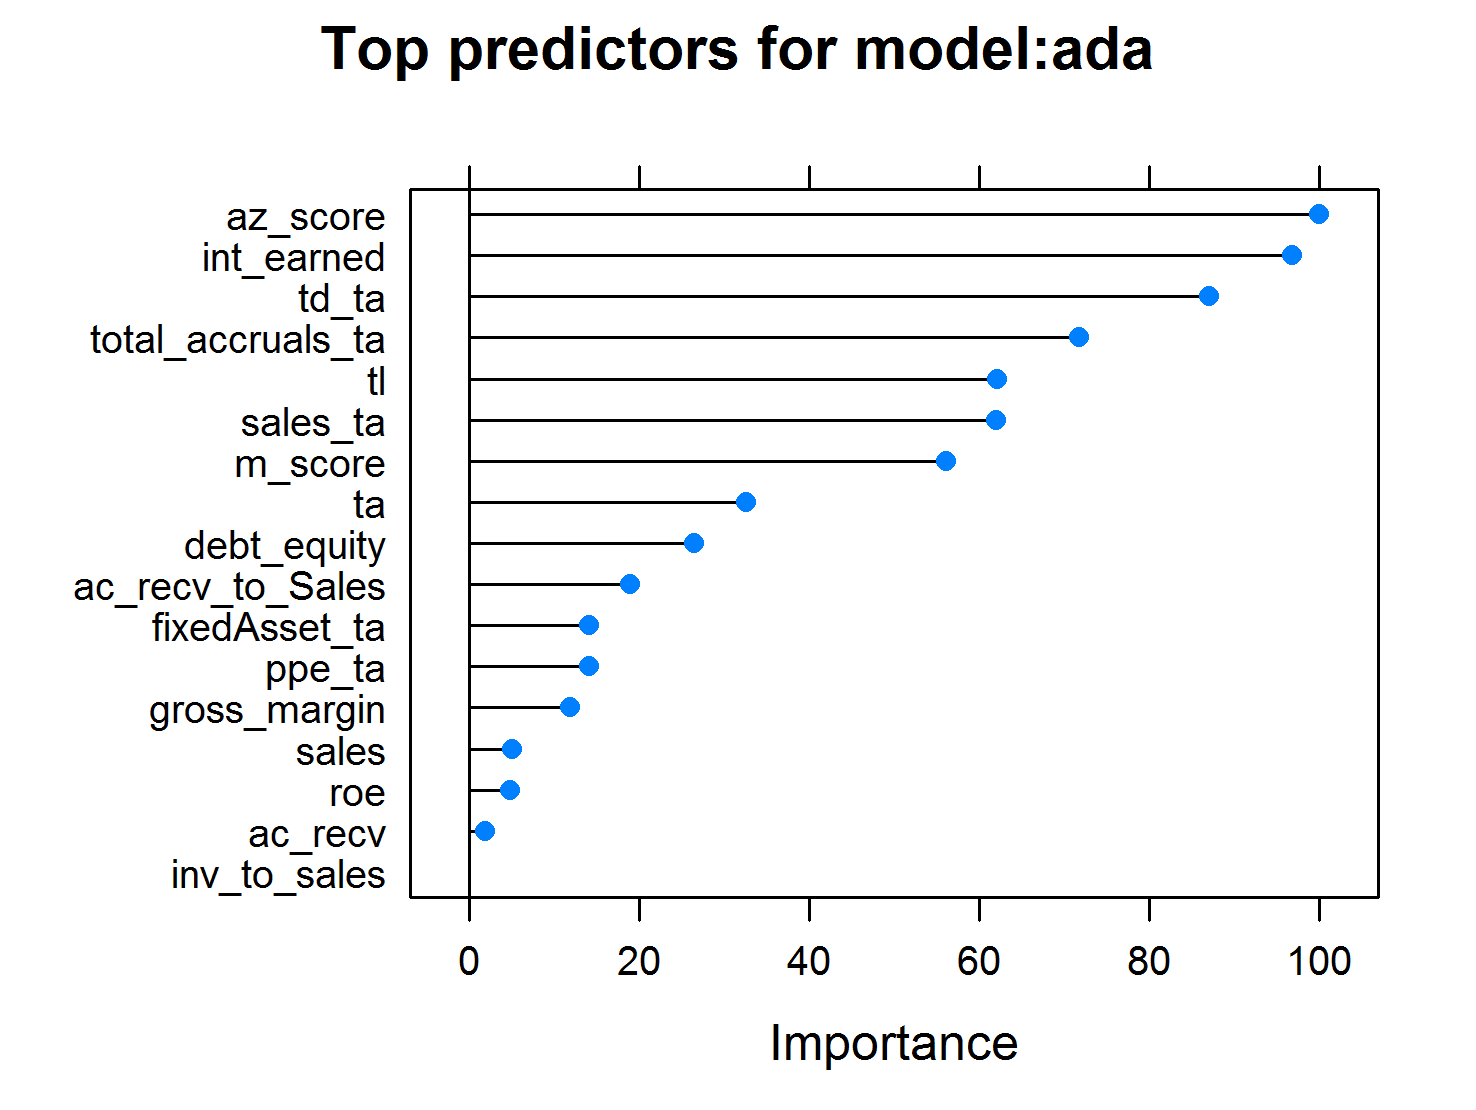 Top predictors for model:ada
az_score
int_earned
td_ta
total_accruals_ta
tl
sales_ta
m_score
ta
debt_equity
ac_recv_to_Sales
fixedAsset_ta
ppe_ta
gross_margin
sales
roe
ac_recv
inv_to_sales
0 20 40 60 80 100
Importance